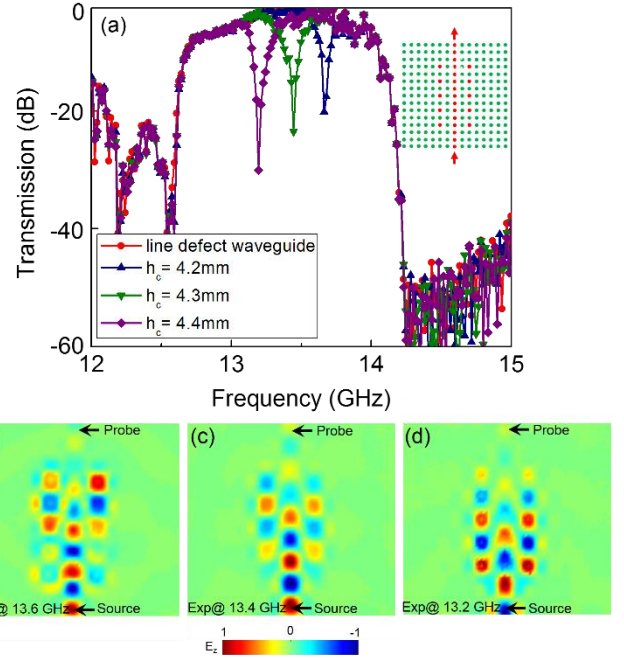 0
-20
-40
-60
Transmission (dB)
(a)
line defect waveguide
h_c = 4.2mm
h_c = 4.3mm
h_c = 4.4mm
12
13
14
15
Frequency (GHz)
Probe
@ 13.6 GHz
Source
(c)
Probe
Exp@ 13.4 GHz
Source
(d)
Probe
Exp@ 13.2 GHz
Source
E_z
1
0
-1